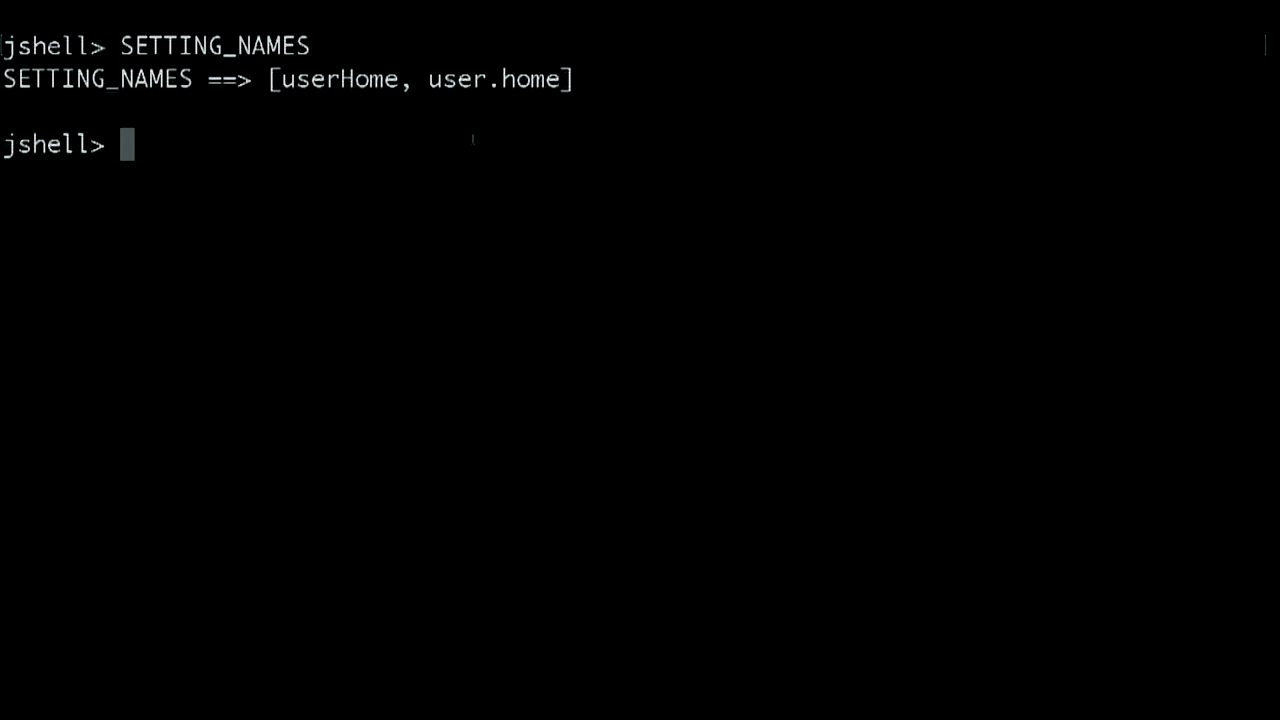 jshell> SETTING_NAMES
SETTING_NAMES ==> [userHome, user.home]
jshell>